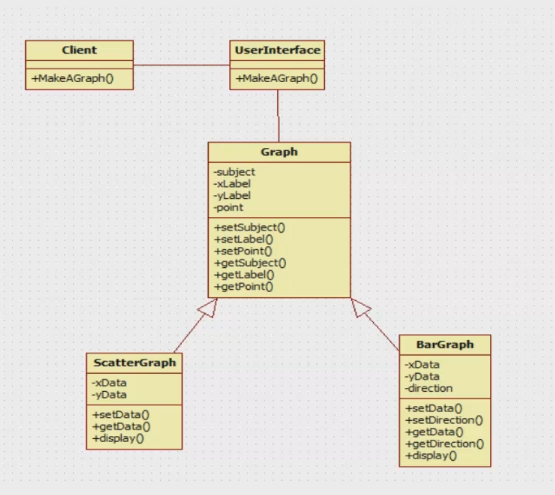 Client
+MakeAGraph()
UserInterface
+MakeAGraph()
Graph
-subject
-xLabel
-yLabel
-point
+setSubject()
+setLabel()
+setPoint()
+getSubject()
+getLabel()
+getPoint()
ScatterGraph
-xData
-yData
+setData()
+getData()
+display()
BarGraph
-xData
-yData
-direction
+setData()
+setDirection()
+getData()
+getDirection()
+display()